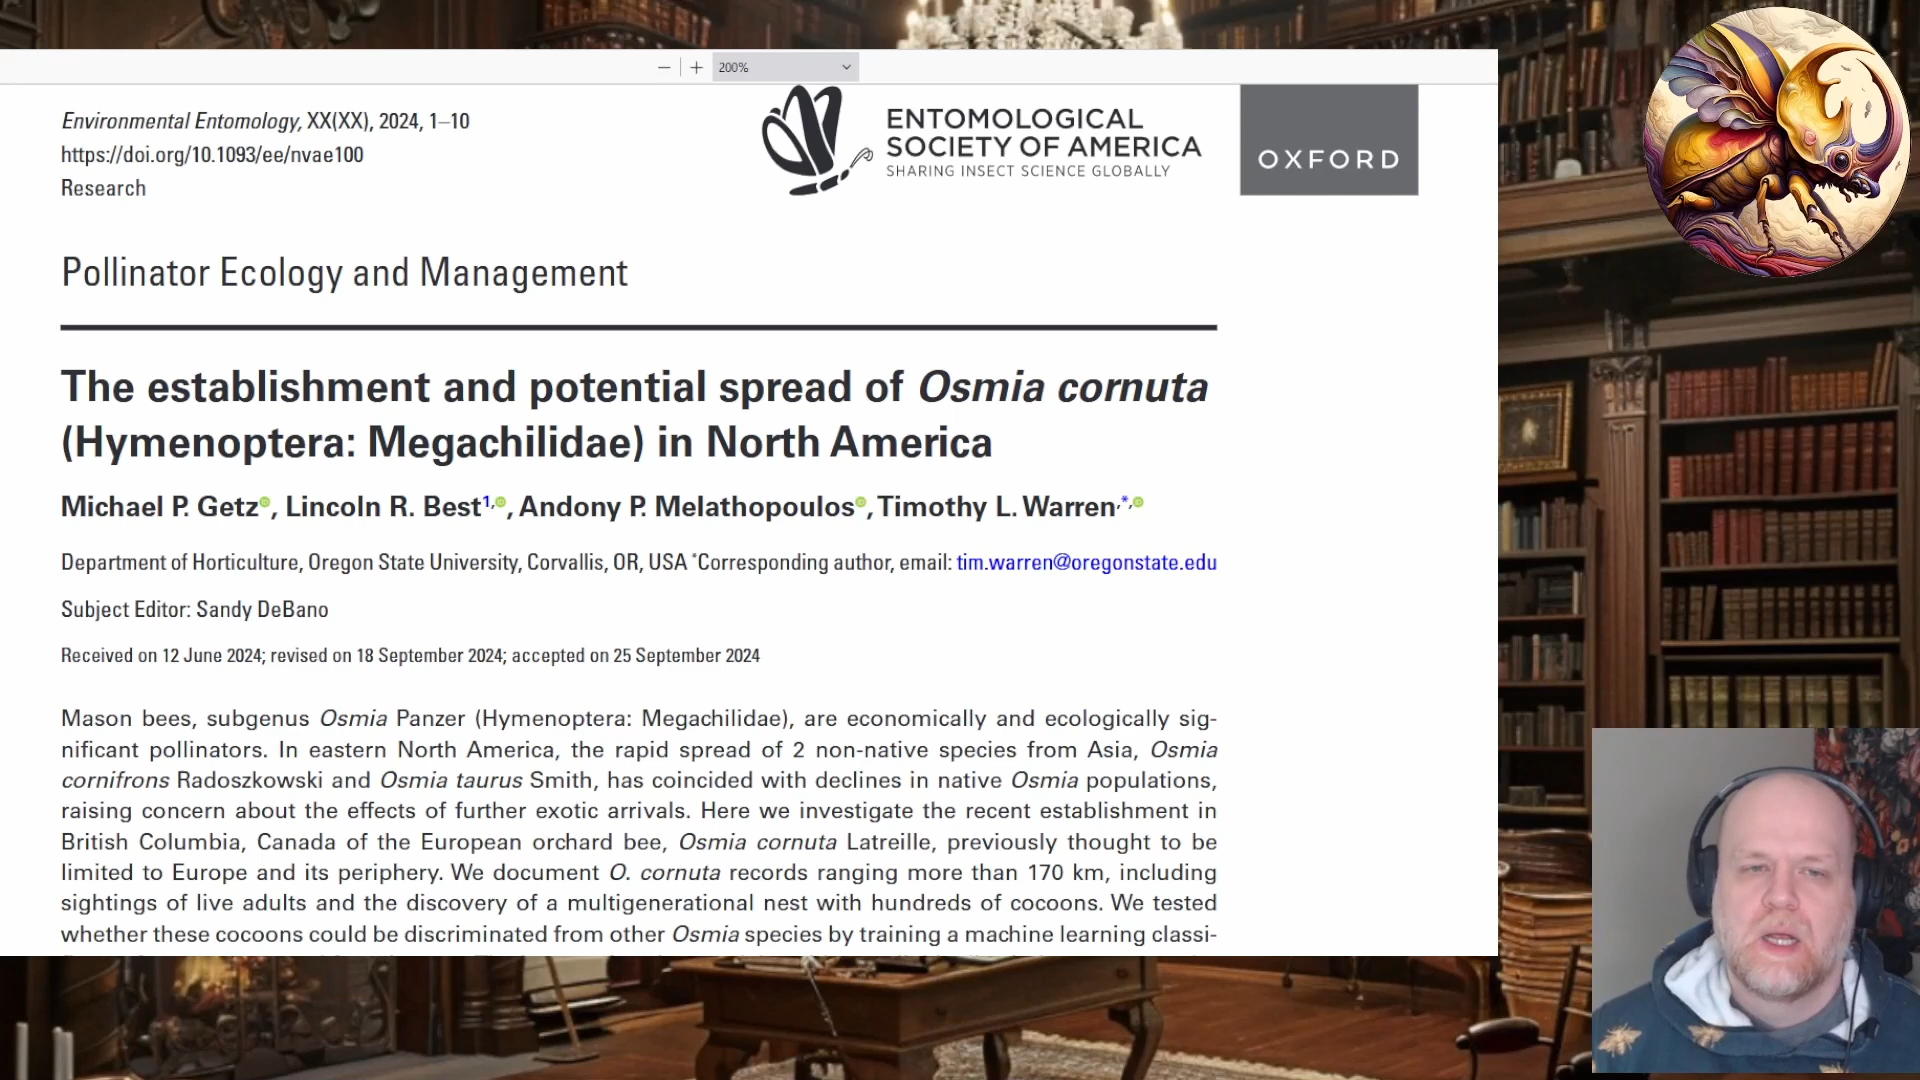 200%
Environmental Entomology, XX(XX), 2024, 1–10
https://doi.org/10.1093/ee/nvae100
Research
ENTOMOLOGICAL
SOCIETY OF AMERICA
SHARING INSECT SCIENCE GLOBALLY
OXFORD
Pollinator Ecology and Management
The establishment and potential spread of Osmia cornuta
(Hymenoptera: Megachilidae) in North America
Michael P. Getz, Lincoln R. Best1, Andony P. Melathopoulos, Timothy L. Warren,*,
Department of Horticulture, Oregon State University, Corvallis, OR, USA *Corresponding author, email: tim.warren@oregonstate.edu
Subject Editor: Sandy DeBano
Received on 12 June 2024; revised on 18 September 2024; accepted on 25 September 2024
Mason bees, subgenus Osmia Panzer (Hymenoptera: Megachilidae), are economically and ecologically sig-
nificant pollinators. In eastern North America, the rapid spread of 2 non-native species from Asia, Osmia
cornifrons Radoszkowski and Osmia taurus Smith, has coincided with declines in native Osmia populations,
raising concern about the effects of further exotic arrivals. Here we investigate the recent establishment in
British Columbia, Canada of the European orchard bee, Osmia cornuta Latreille, previously thought to be
limited to Europe and its periphery. We document O. cornuta records ranging more than 170 km, including
sightings of live adults and the discovery of a multigenerational nest with hundreds of cocoons. We tested
whether these cocoons could be discriminated from other Osmia species by training a machine learning classi-